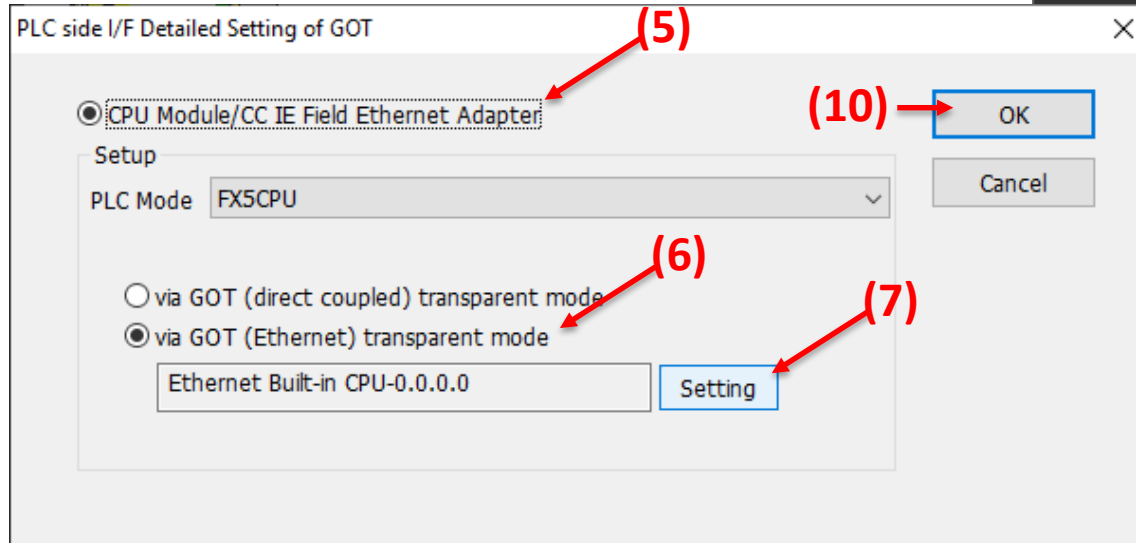 PLC side I/F Detailed Setting of GOT
(5)
CPU Module/CC IE Field Ethernet Adapter
(10)
OK
Setup
Cancel
PLC Mode FX5CPU
(6)
via GOT (direct coupled) transparent mode
(7)
via GOT (Ethernet) transparent mode
Ethernet Built-in CPU-0.0.0.0
Setting